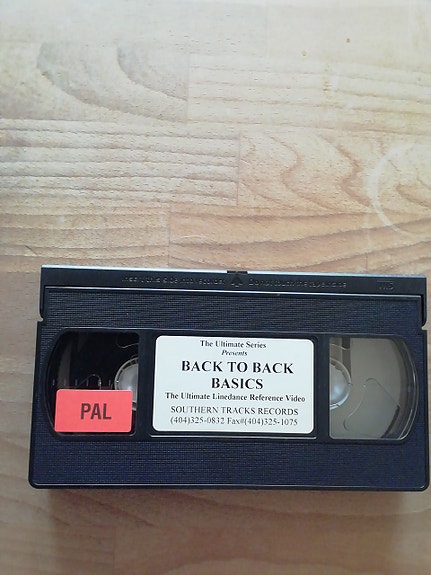 The Ultimate Series
Presents
BACK TO BACK
BASICS
The Ultimate Linedance Reference Video
SOUTHERN TRACKS RECORDS
(404)325-0832 Fax#(404)325-1075
PAL